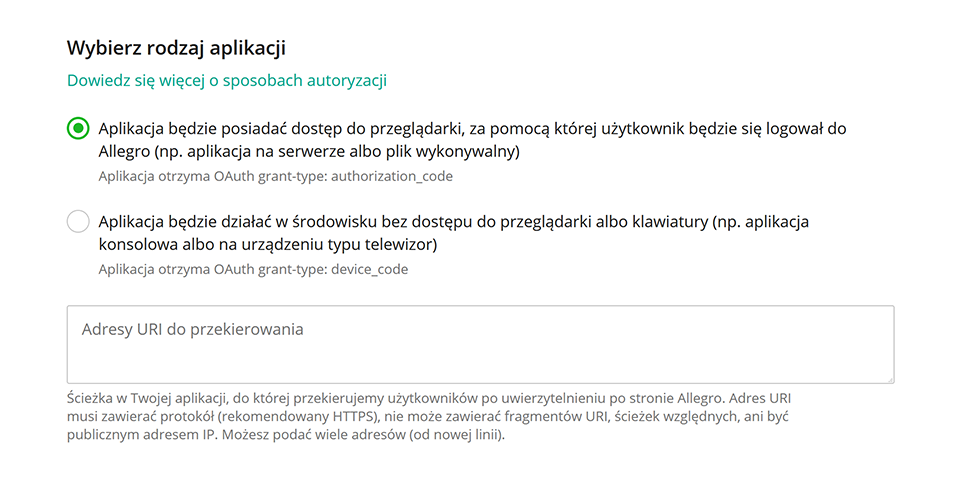 Wybierz rodzaj aplikacji
Dowiedz się więcej o sposobach autoryzacji
Aplikacja będzie posiadać dostęp do przeglądarki, za pomocą której użytkownik będzie się logował do
Allegro (np. aplikacja na serwerze albo plik wykonywalny)
Aplikacja otrzyma OAuth grant-type: authorization_code
Aplikacja będzie działać w środowisku bez dostępu do przeglądarki albo klawiatury (np. aplikacja
konsolowa albo na urządzeniu typu telewizor)
Aplikacja otrzyma OAuth grant-type: device_code
Adresy URI do przekierowania
Ścieżka w Twojej aplikacji, do której przekierujemy użytkowników po uwierzytelnieniu po stronie Allegro. Adres URI
musi zawierać protokół (rekomendowany HTTPS), nie może zawierać fragmentów URI, ścieżek względnych, ani być
publicznym adresem IP. Możesz podać wiele adresów (od nowej linii).